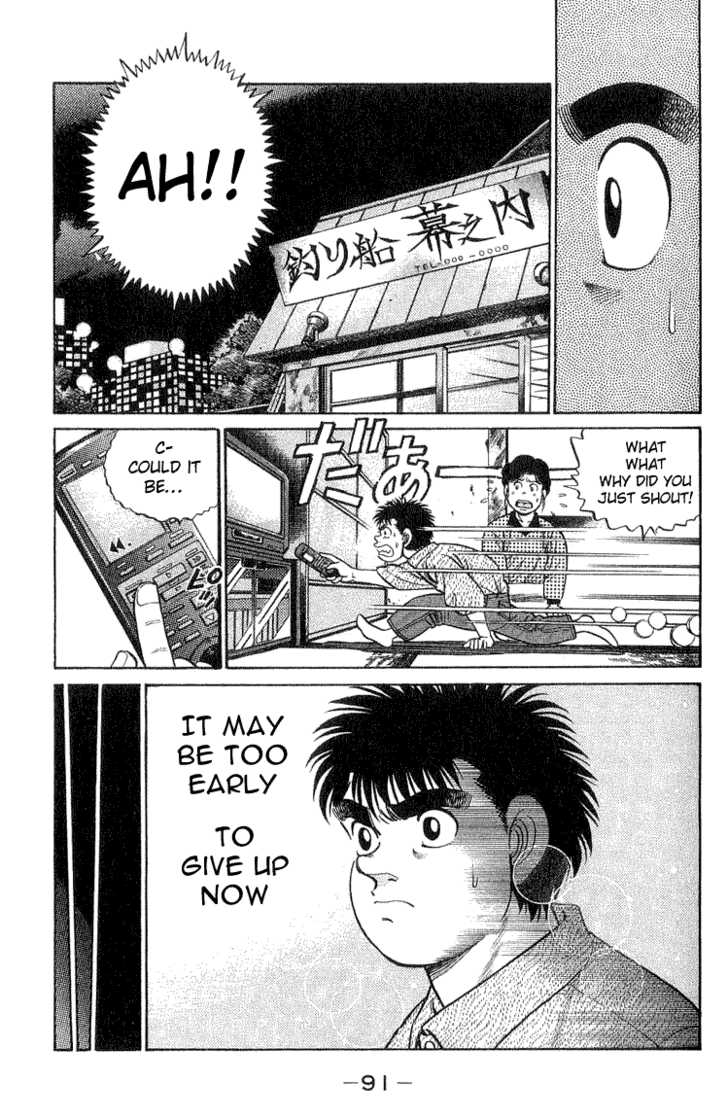 AH!!
釣り船 幕之内
TEL-000-0000
WHAT
WHAT
WHY DID YOU
JUST SHOUT!
だあー
C-
COULD IT
BE...
IT MAY
BE TOO
EARLY
TO
GIVE UP
NOW
-91-